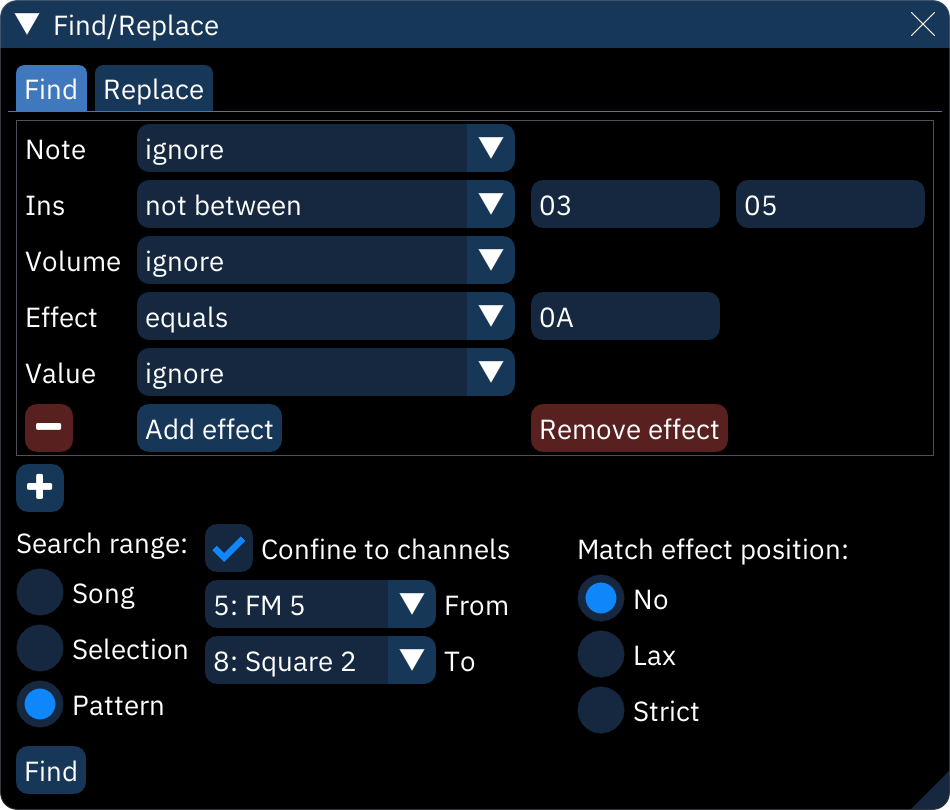 Find/Replace
Find Replace
Note ignore
Ins not between 03 05
Volume ignore
Effect equals 0A
Value ignore
Add effect Remove effect
Search range: Confine to channels Match effect position:
Song 5: FM 5 From No
Selection 8: Square 2 To Lax
Pattern Strict
Find